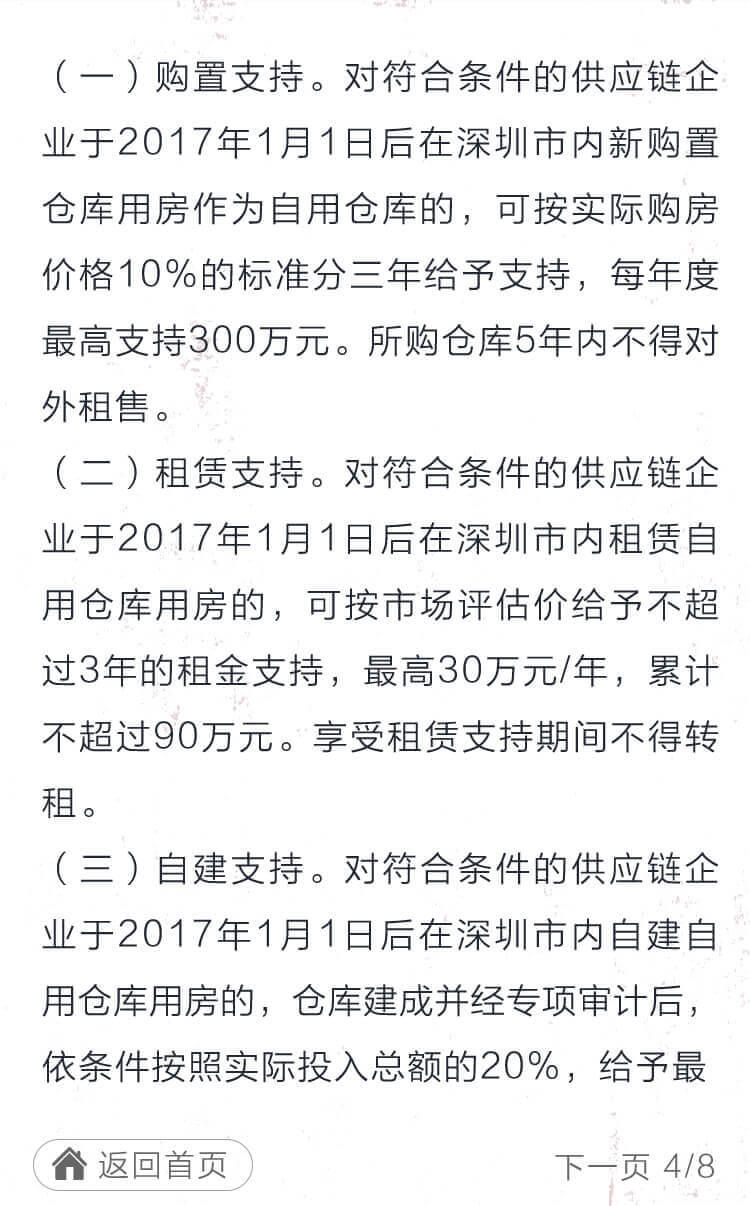 （一）购置支持。对符合条件的供应链企
业于2017年1月1日后在深圳市内新购置
仓库用房作为自用仓库的，可按实际购房
价格10%的标准分三年给予支持，每年度
最高支持300万元。所购仓库5年内不得对
外租售。
（二）租赁支持。对符合条件的供应链企
业于2017年1月1日后在深圳市内租赁自
用仓库用房的，可按市场评估价给予不超
过3年的租金支持，最高30万元/年，累计
不超过90万元。享受租赁支持期间不得转
租。
（三）自建支持。对符合条件的供应链企
业于2017年1月1日后在深圳市内自建自
用仓库用房的，仓库建成并经专项审计后，
依条件按照实际投入总额的20%，给予最
返回首页 下一页 4/8